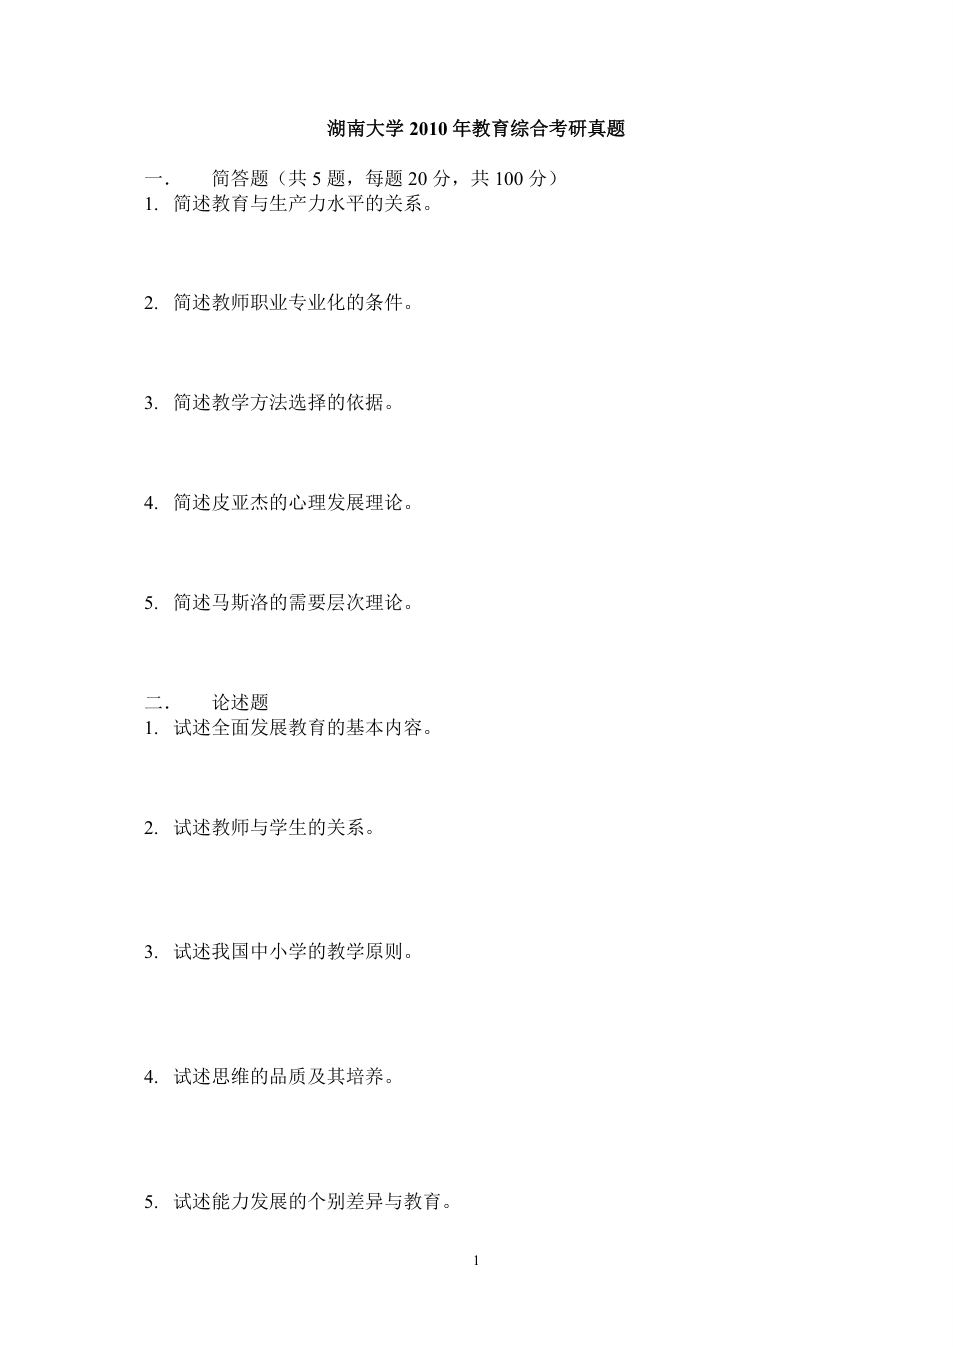 湖南大学 2010 年教育综合考研真题
一． 简答题（共 5 题，每题 20 分，共 100 分）
1. 简述教育与生产力水平的关系。
2. 简述教师职业专业化的条件。
3. 简述教学方法选择的依据。
4. 简述皮亚杰的心理发展理论。
5. 简述马斯洛的需要层次理论。
二． 论述题
1. 试述全面发展教育的基本内容。
2. 试述教师与学生的关系。
3. 试述我国中小学的教学原则。
4. 试述思维的品质及其培养。
5. 试述能力发展的个别差异与教育。
1